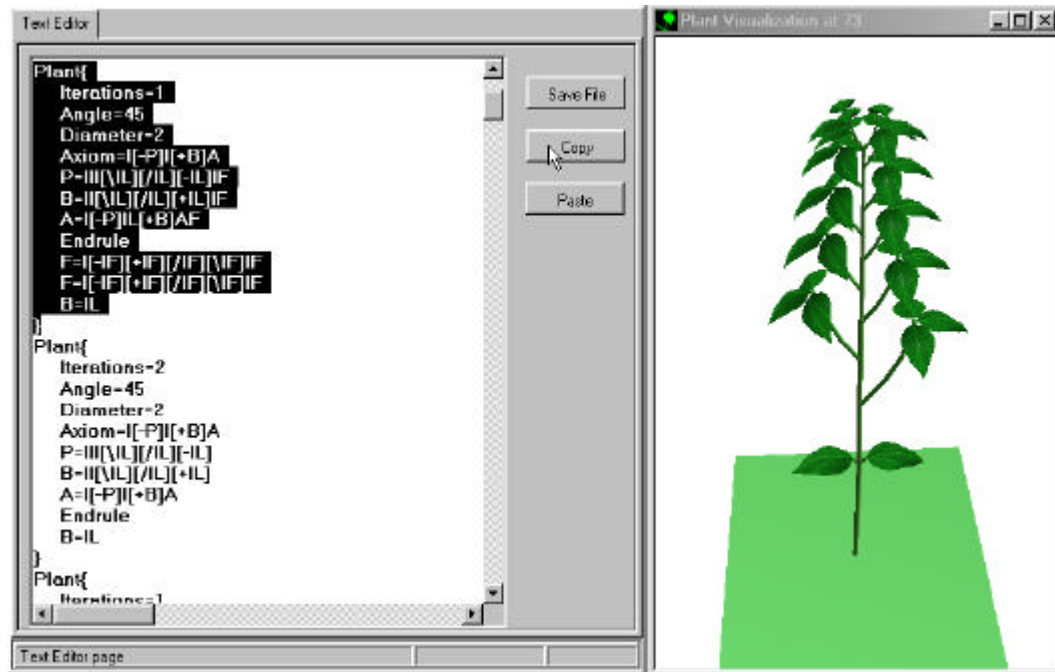 Text Editor
Plant{
Iterations=1
Angle=45
Diameter=2
Axiom=I[-P]I[+B]A
P=III[\IL][/IL][-IL]IF
B=II[\IL][/IL][+IL]IF
A=I[-P]IL[+B]AF
Endrule
F=I[-IF][+IF][/IF][\IF]IF
F=I[-IF][+IF][/IF][\IF]IF
B=IL
}
Plant{
Iterations=2
Angle=45
Diameter=2
Axiom=I[-P]I[+B]A
P=III[\IL][/IL][-IL]
B=II[\IL][/IL][+IL]
A=I[-P]I[+B]A
Endrule
B=IL
}
Plant{
Iterations=1
Save File
Copy
Paste
Text Editor page
Plant Visualization at 73